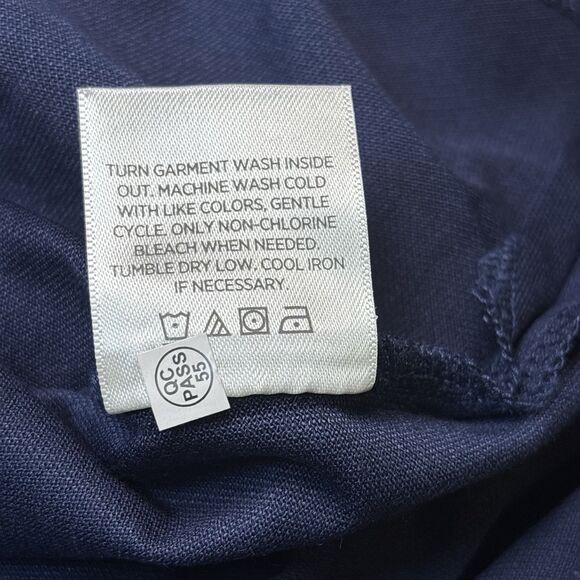 TURN GARMENT WASH INSIDE
OUT. MACHINE WASH COLD
WITH LIKE COLORS, GENTLE
CYCLE. ONLY NON-CHLORINE
BLEACH WHEN NEEDED.
TUMBLE DRY LOW. COOL IRON
IF NECESSARY.
QC
PASS
55